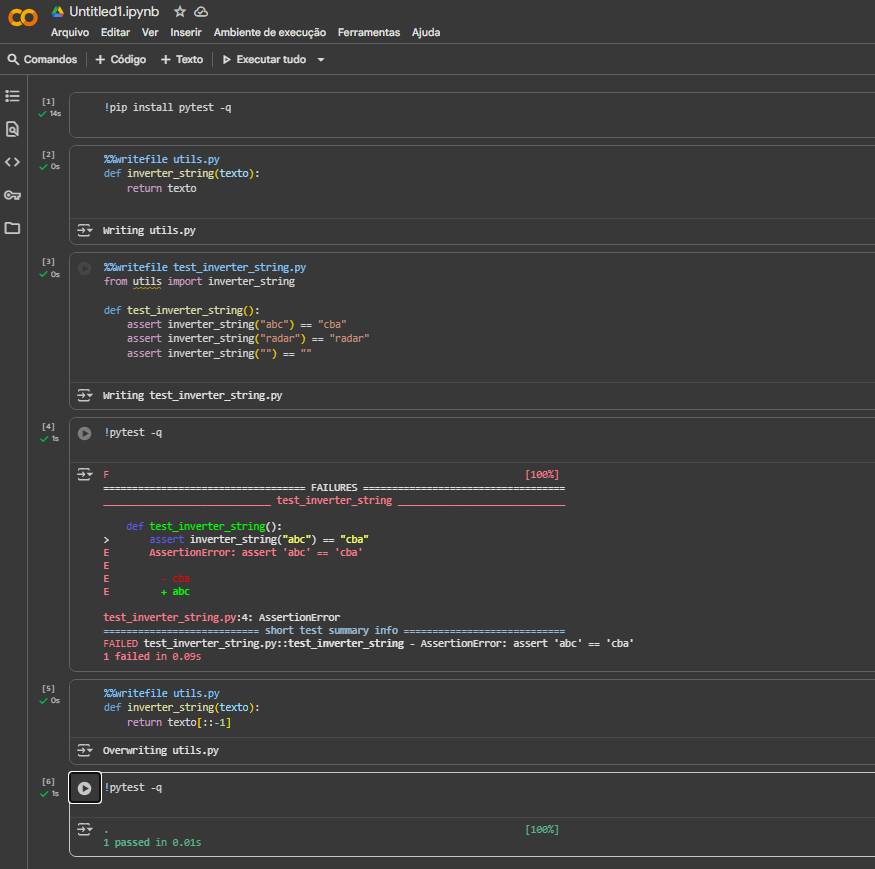 CO Untitled1.ipynb
Arquivo Editar Ver Inserir Ambiente de execução Ferramentas Ajuda
Comandos + Código + Texto Executar tudo
[1]
14s
!pip install pytest -q
[2]
0s
%%writefile utils.py
def inverter_string(texto):
    return texto
Writing utils.py
[3]
0s
%%writefile test_inverter_string.py
from utils import inverter_string
def test_inverter_string():
    assert inverter_string("abc") == "cba"
    assert inverter_string("radar") == "radar"
    assert inverter_string("") == ""
Writing test_inverter_string.py
[4]
1s
!pytest -q
F [100%]
=================================== FAILURES ===================================
_____________________________ test_inverter_string _____________________________
    def test_inverter_string():
>       assert inverter_string("abc") == "cba"
E       AssertionError: assert 'abc' == 'cba'
E
E         - cba
E         + abc
test_inverter_string.py:4: AssertionError
=========================== short test summary info ============================
FAILED test_inverter_string.py::test_inverter_string - AssertionError: assert 'abc' == 'cba'
1 failed in 0.09s
[5]
0s
%%writefile utils.py
def inverter_string(texto):
    return texto[::-1]
Overwriting utils.py
[6]
1s
!pytest -q
. [100%]
1 passed in 0.01s